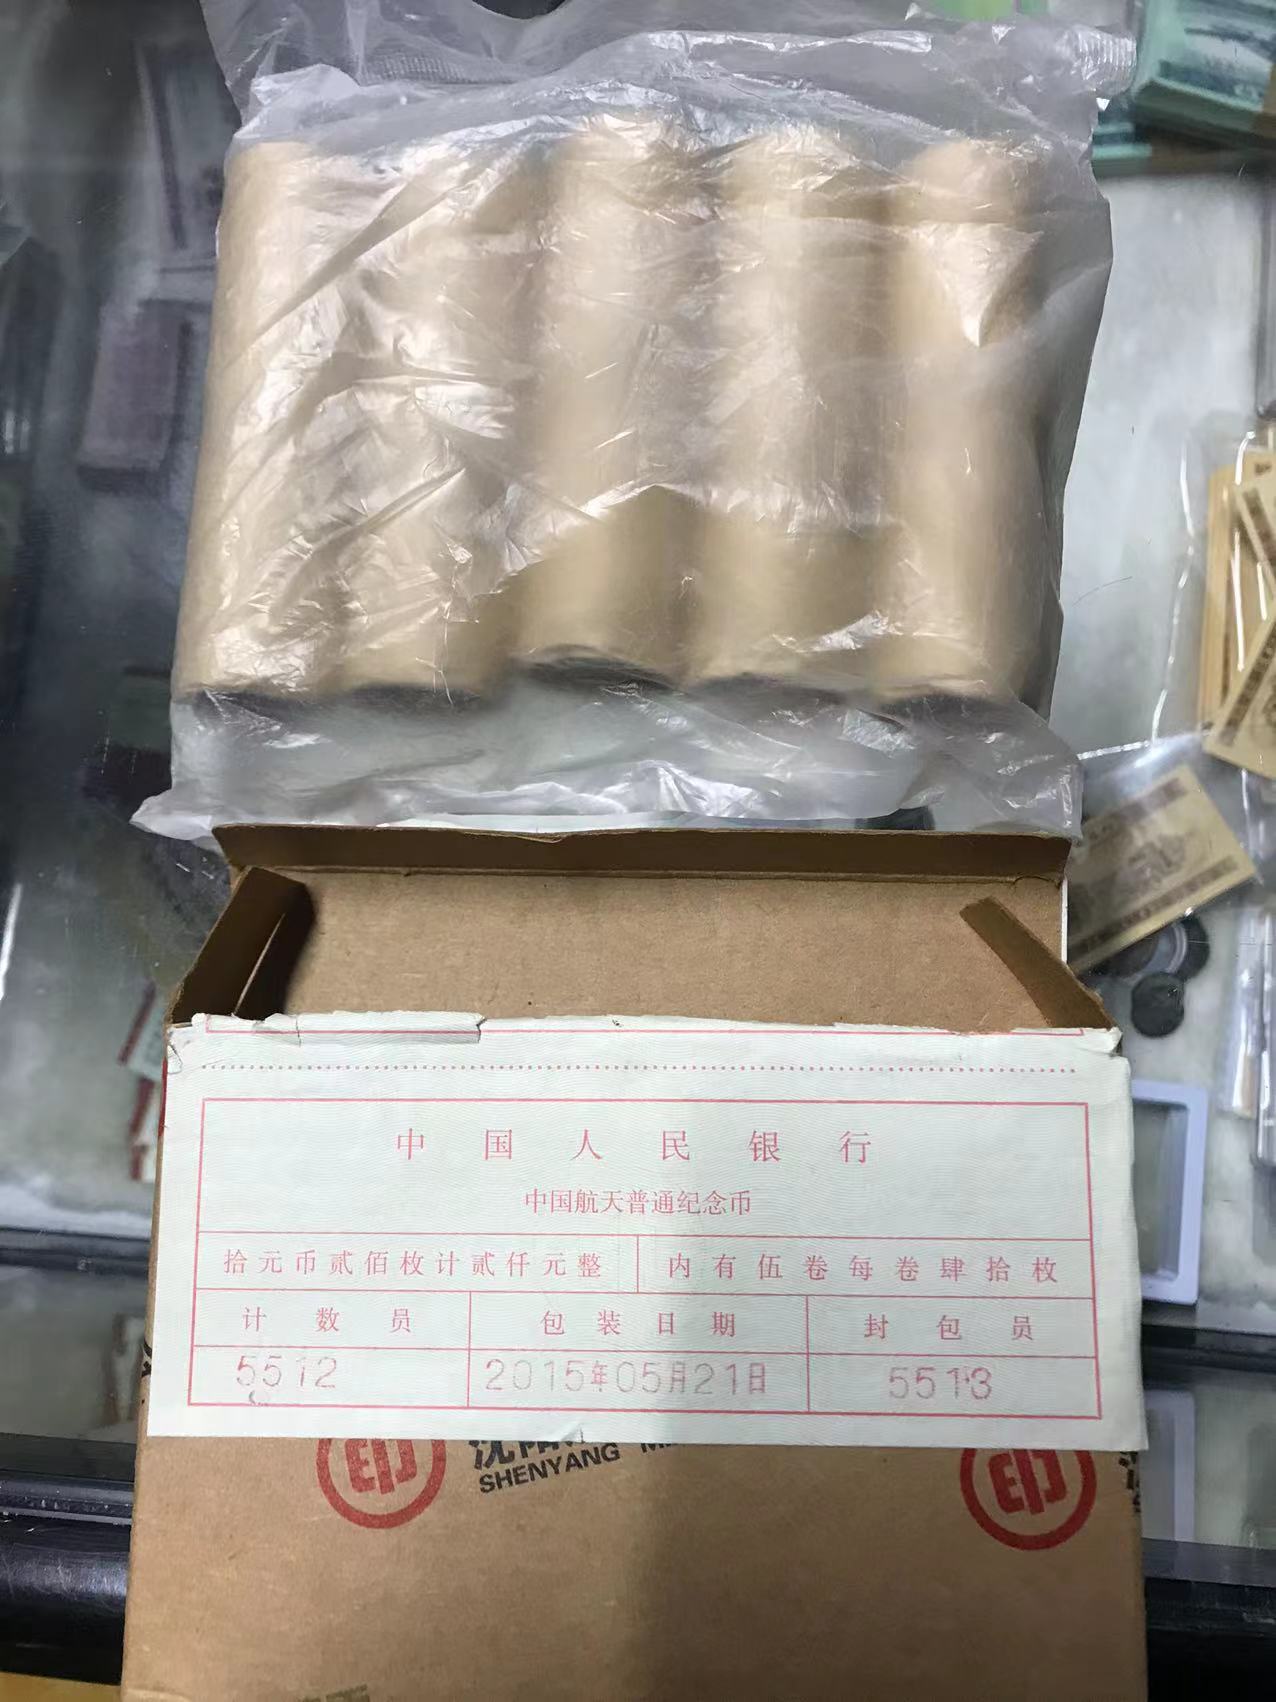 中国人民银行
中国航天普通纪念币
拾元币贰佰枚计贰仟元整 内有伍卷每卷肆拾枚
计数员 包装日期 封包员
5512 2015年05月21日 5513
印 沈 印
SHENYANG